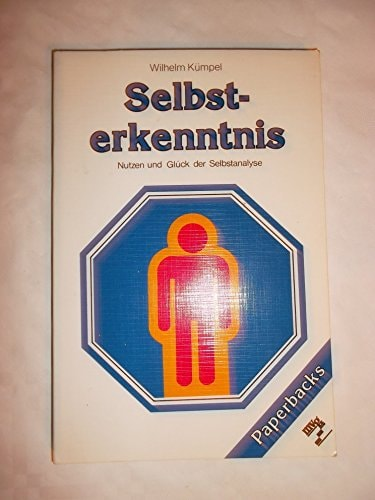 Wilhelm Kümpel
Selbst-
erkenntnis
Nutzen und Glück der Selbstanalyse
Paperbacks